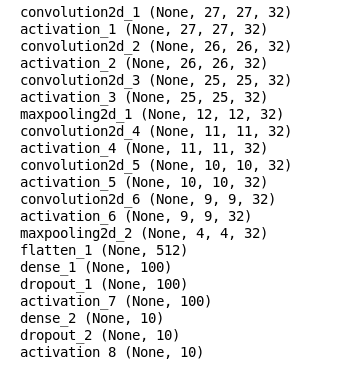 convolution2d_1 (None, 27, 27, 32)
activation_1 (None, 27, 27, 32)
convolution2d_2 (None, 26, 26, 32)
activation_2 (None, 26, 26, 32)
convolution2d_3 (None, 25, 25, 32)
activation_3 (None, 25, 25, 32)
maxpooling2d_1 (None, 12, 12, 32)
convolution2d_4 (None, 11, 11, 32)
activation_4 (None, 11, 11, 32)
convolution2d_5 (None, 10, 10, 32)
activation_5 (None, 10, 10, 32)
convolution2d_6 (None, 9, 9, 32)
activation_6 (None, 9, 9, 32)
maxpooling2d_2 (None, 4, 4, 32)
flatten_1 (None, 512)
dense_1 (None, 100)
dropout_1 (None, 100)
activation_7 (None, 100)
dense_2 (None, 10)
dropout_2 (None, 10)
activation 8 (None, 10)